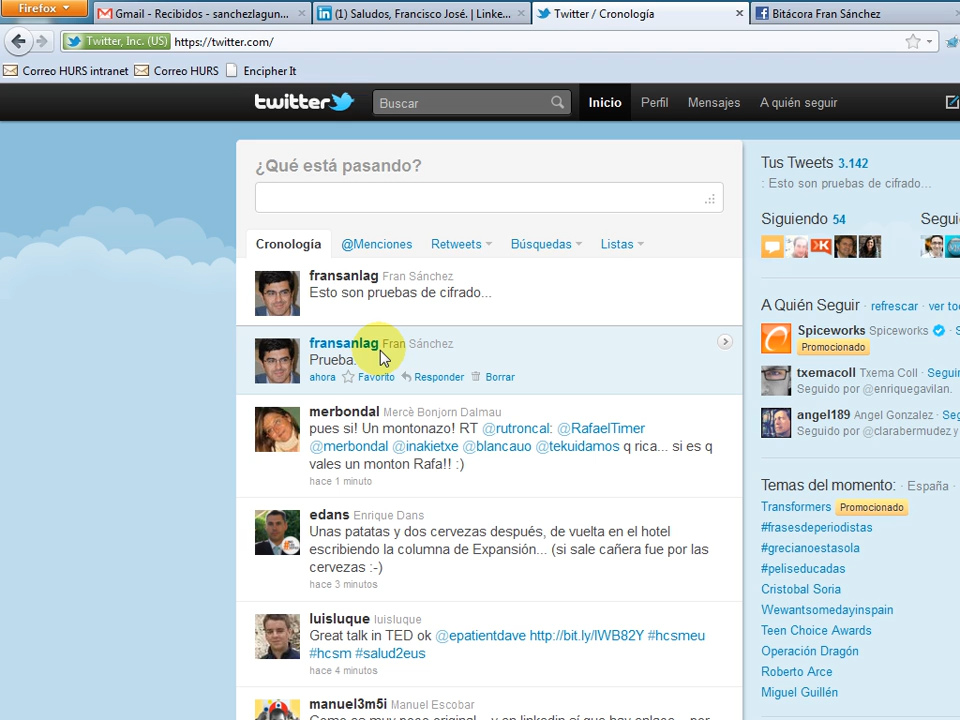 Firefox
Gmail - Recibidos - sanchezlagun...
(1) Saludos, Francisco José. | Linke...
Twitter / Cronología
Bitácora Fran Sánchez
Twitter, Inc. (US)
https://twitter.com/
Correo HURS intranet
Correo HURS
Encipher It
twitter
Buscar
Inicio
Perfil
Mensajes
A quién seguir
¿Qué está pasando?
Cronología
@Menciones
Retweets
Búsquedas
Listas
fransanlag Fran Sánchez
Esto son pruebas de cifrado...
fransanlag Fran Sánchez
Prueba.
ahora Favorito Responder Borrar
merbondal Mercè Bonjorn Dalmau
pues si! Un montonazo! RT @rutroncal: @RafaelTimer
@merbondal @inakietxe @blancauo @tekuidamos q rica... si es q
vales un monton Rafa!! :)
hace 1 minuto
edans Enrique Dans
Unas patatas y dos cervezas después, de vuelta en el hotel
escribiendo la columna de Expansión... (si sale cañera fue por las
cervezas :-)
hace 3 minutos
luisluque luisluque
Great talk in TED ok @epatientdave http://bit.ly/lWB82Y #hcsmeu
#hcsm #salud2eus
hace 4 minutos
manuel3m5i Manuel Escobar
Tus Tweets 3.142
: Esto son pruebas de cifrado...
Siguiendo 54
Segui
A Quién Seguir · refrescar · ver to
Spiceworks Spiceworks · S
Promocionado
txemacoll Txema Coll · Seguir
Seguido por @enriquegavilan.
angel189 Angel Gonzalez · Seg
Seguido por @clarabermudez y
Temas del momento: · España ·
Transformers Promocionado
#frasesdeperiodistas
#grecianoestasola
#peliseducadas
Cristobal Soria
Wewantsomedayinspain
Teen Choice Awards
Operación Dragón
Roberto Arce
Miguel Guillén